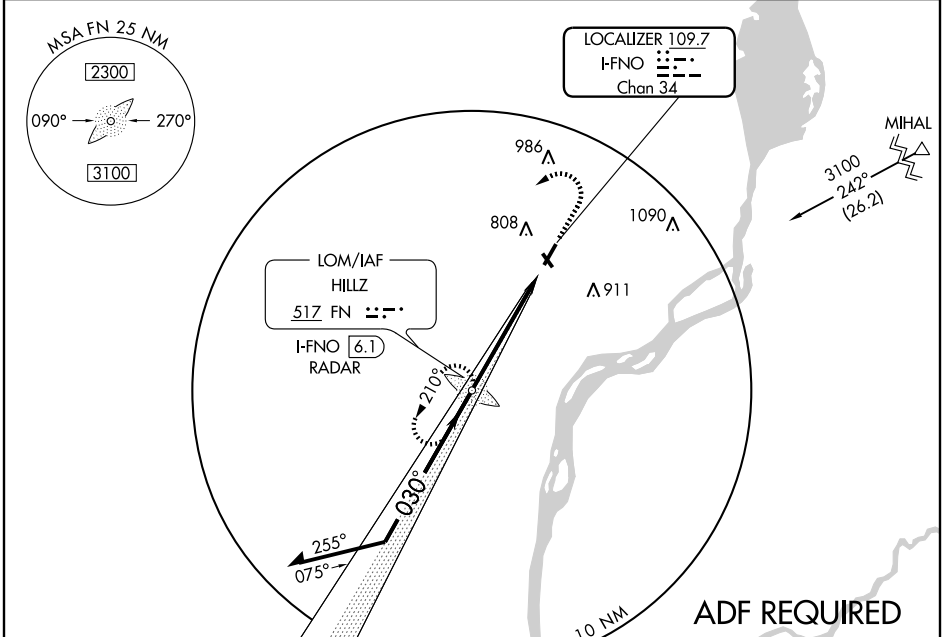 MSA FN 25 NM
2300
090°
270°
3100
LOCALIZER 109.7
I-FNO
Chan 34
MIHAL
3100
242°
(26.2)
986
808
1090
911
LOM/IAF
HILLZ
517 FN
I-FNO 6.1
RADAR
210°
030°
255°
075°
10 NM
ADF REQUIRED